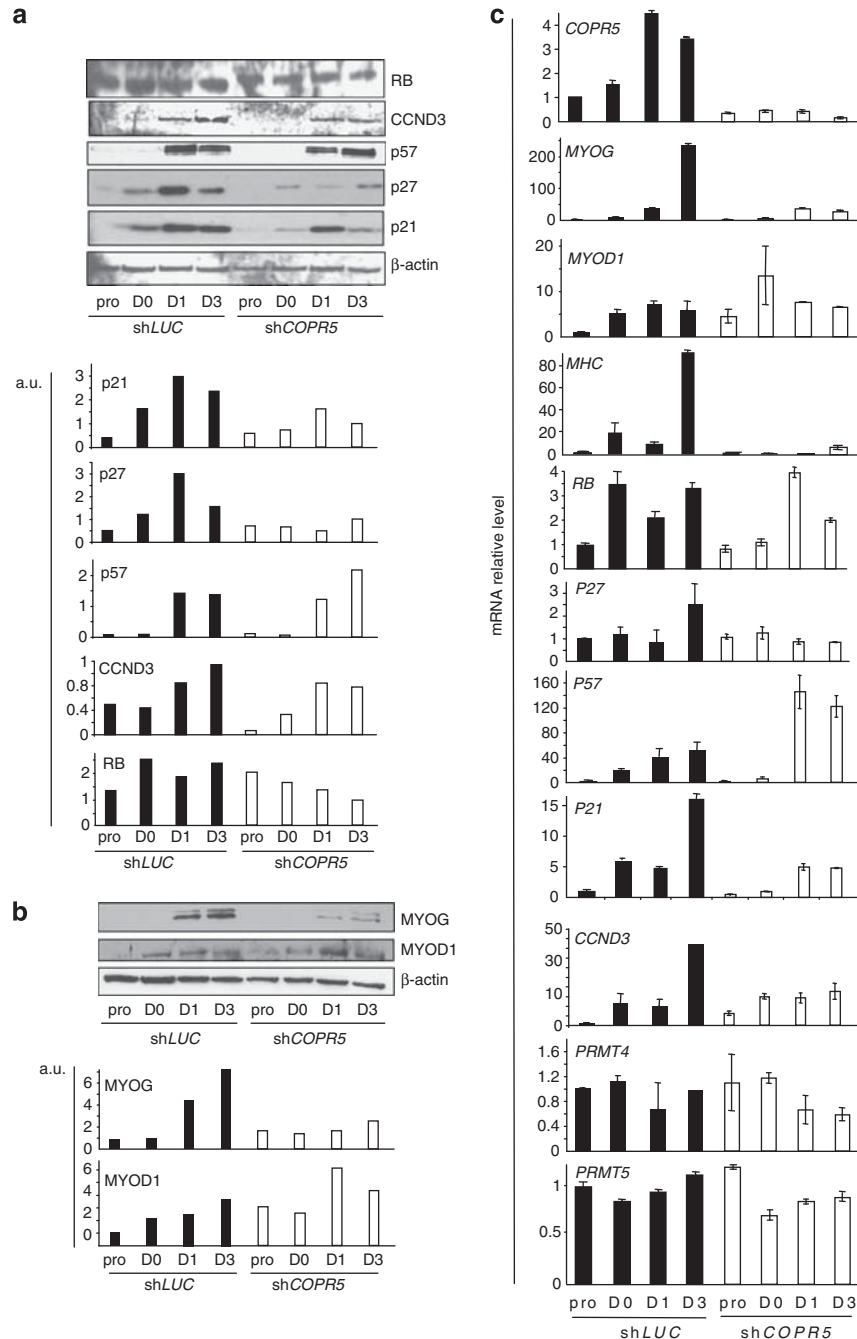 a
RB
CCND3
p57
p27
p21
β-actin
pro D0 D1 D3 pro D0 D1 D3
shLUC shCOPR5
a.u.
p21
3
2
1
0
p27
3
2
1
0
p57
2
1
0
CCND3
0.8
0.4
0
RB
2
1
0
pro D0 D1 D3 pro D0 D1 D3
shLUC shCOPR5
b
MYOG
MYOD1
β-actin
pro D0 D1 D3 pro D0 D1 D3
shLUC shCOPR5
a.u.
MYOG
6
4
2
0
MYOD1
6
4
2
0
pro D0 D1 D3 pro D0 D1 D3
shLUC shCOPR5
c
mRNA relative level
COPR5
4
3
2
1
0
MYOG
200
100
0
MYOD1
20
15
10
5
0
MHC
80
60
40
20
0
RB
4
3
2
1
0
P27
3
2
1
0
P57
160
120
80
40
0
P21
15
10
5
0
CCND3
50
30
10
0
PRMT4
1.6
1.2
0.8
0.4
0
PRMT5
1
0.5
0
pro D0 D1 D3 pro D0 D1 D3
shLUC shCOPR5